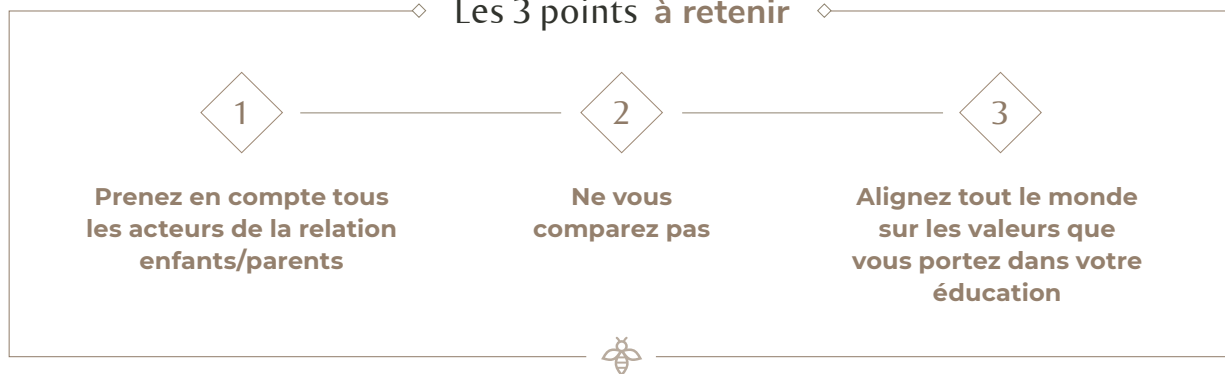 Les 3 points à retenir
1
2
3
Prenez en compte tous
les acteurs de la relation
enfants/parents
Ne vous
comparez pas
Alignez tout le monde
sur les valeurs que
vous portez dans votre
éducation